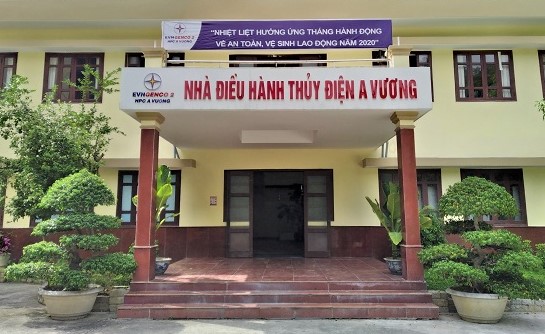 EVNGENCO 2
HPC A VUONG
"NHIỆT LIỆT HƯỞNG ỨNG THÁNG HÀNH ĐỘNG
VỀ AN TOÀN, VỆ SINH LAO ĐỘNG NĂM 2020"
EVNGENCO 2
HPC A VUONG
NHÀ ĐIỀU HÀNH THỦY ĐIỆN A VƯƠNG